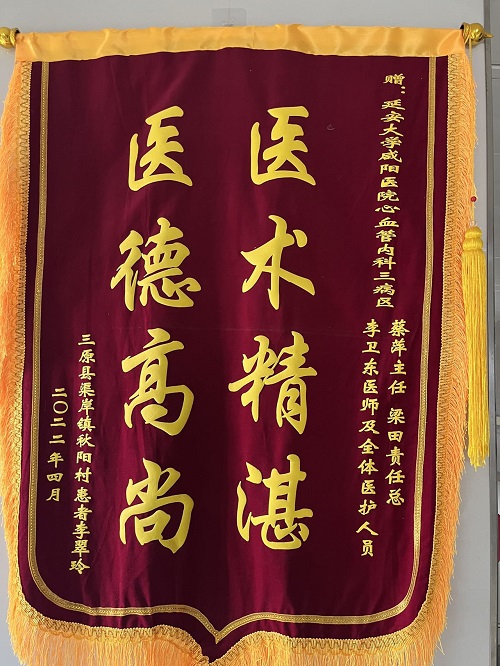 赠：延安大学咸阳医院心血管内科三病区
蔡萍主任 梁田责任总
李卫东医师及全体医护人员
医术精湛
医德高尚
三原县渠岸镇秋阳村患者李翠玲
二〇二二年四月